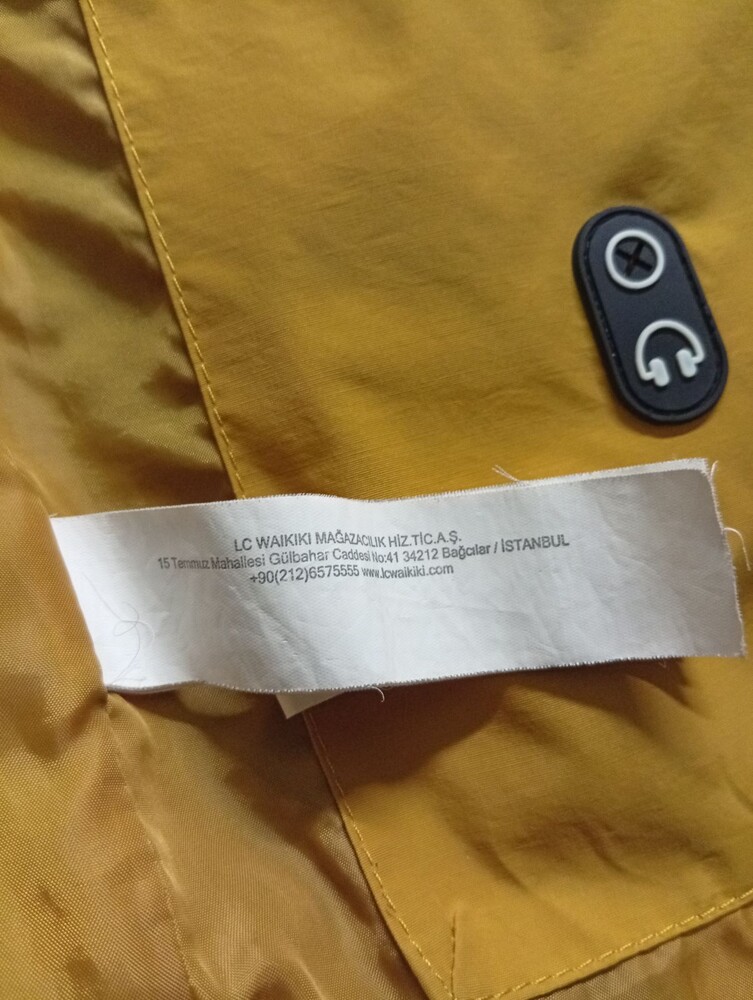 LC WAIKIKI MAĞAZACILIK HİZ.TİC.A.Ş.
15 Temmuz Mahallesi Gülbahar Caddesi No:41 34212 Bağcılar / İSTANBUL
+90(212)6575555 www.lcwaikiki.com